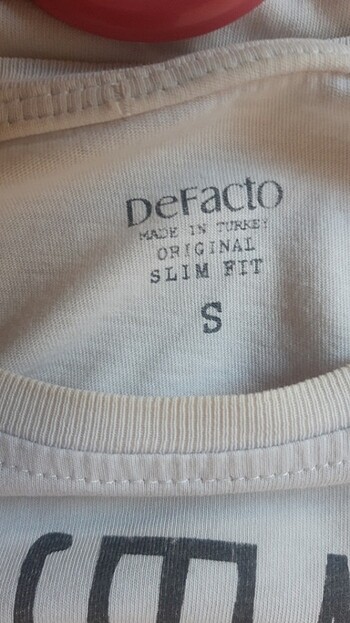 DeFacto
MADE IN TURKEY
ORIGINAL
SLIM FIT
S